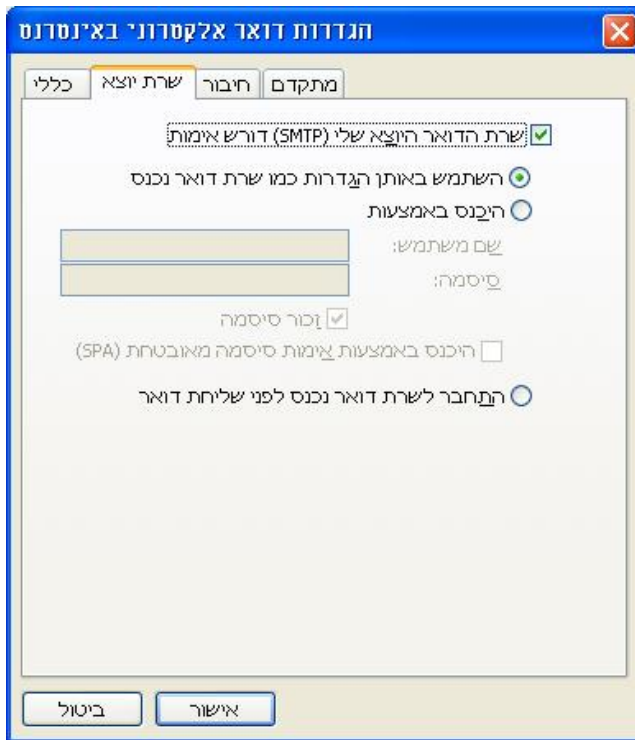 הגדרות דואר אלקטרוני באינטרנט
כללי
שרת יוצא
חיבור
מתקדם
שרת הדואר היוצא שלי (SMTP) דורש אימות
השתמש באותן הגדרות כמו שרת דואר נכנס
היכנס באמצעות
שם משתמש:
סיסמה:
זכור סיסמה
היכנס באמצעות אימות סיסמה מאובטחת (SPA)
התחבר לשרת דואר נכנס לפני שליחת דואר
אישור
ביטול